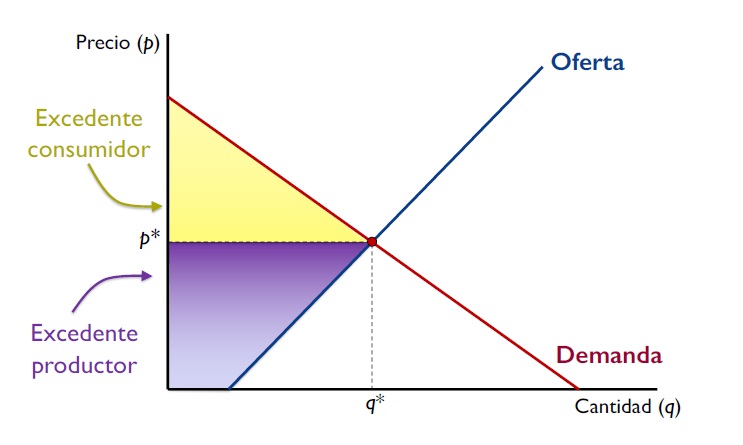 Precio (p)
Oferta
Excedente
consumidor
p*
Excedente
productor
Demanda
q*
Cantidad (q)